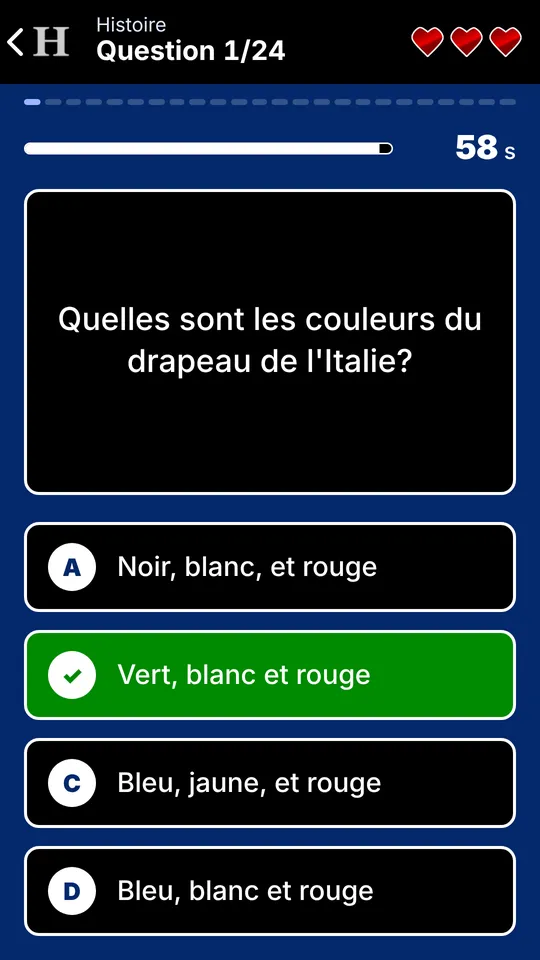 H
Histoire
Question 1/24
58 s
Quelles sont les couleurs du
drapeau de l'Italie?
A Noir, blanc, et rouge
Vert, blanc et rouge
C Bleu, jaune, et rouge
D Bleu, blanc et rouge